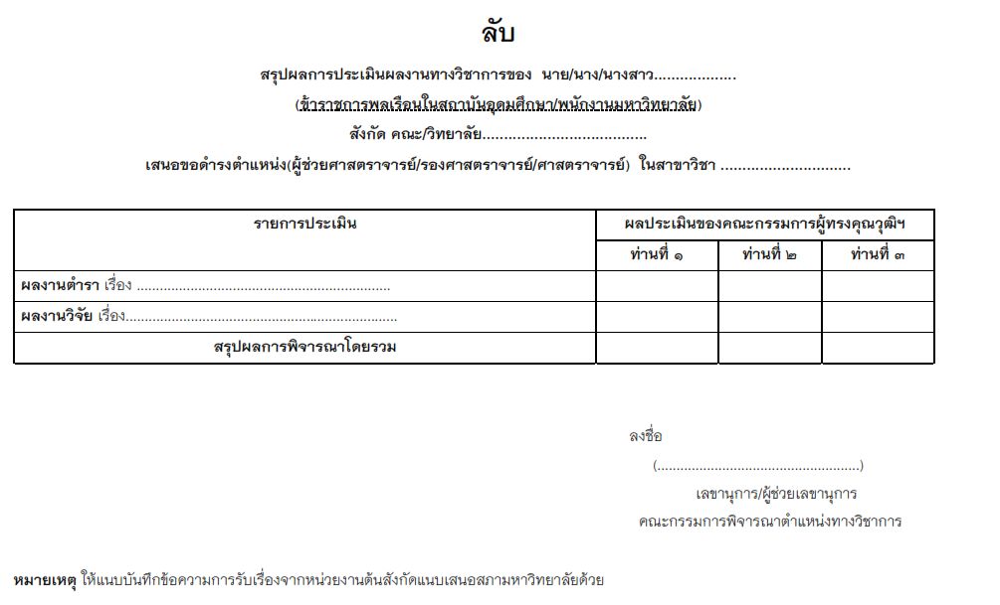 ลับ
สรุปผลการประเมินผลงานทางวิชาการของ นาย/นาง/นางสาว...................
(ข้าราชการพลเรือนในสถาบันอุดมศึกษา/พนักงานมหาวิทยาลัย)
สังกัด คณะ/วิทยาลัย......................................
เสนอขอดำรงตำแหน่ง(ผู้ช่วยศาสตราจารย์/รองศาสตราจารย์/ศาสตราจารย์) ในสาขาวิชา ..............................
รายการประเมิน ผลประเมินของคณะกรรมการผู้ทรงคุณวุฒิฯ
ท่านที่ ๑ ท่านที่ ๒ ท่านที่ ๓
ผลงานตำรา เรื่อง ..................................................................
ผลงานวิจัย เรื่อง.......................................................................
สรุปผลการพิจารณาโดยรวม
ลงชื่อ
(.....................................................)
เลขานุการ/ผู้ช่วยเลขานุการ
คณะกรรมการพิจารณาตำแหน่งทางวิชาการ
หมายเหตุ ให้แนบบันทึกข้อความการรับเรื่องจากหน่วยงานต้นสังกัดแนบเสนอสภามหาวิทยาลัยด้วย